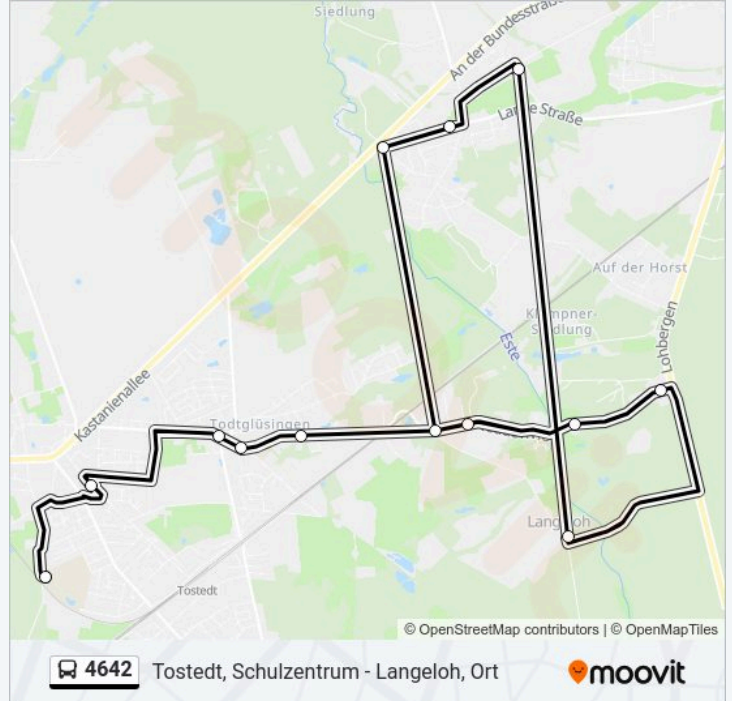 Siedlung
An der Bundesstraße
Lange Straße
Auf der Horst
Klempner-
Siedlung
Lohbergen
Este
Kastanienallee
Todtglüsingen
Langeloh
Tostedt
© OpenStreetMap contributors | © OpenMapTiles
4642 Tostedt, Schulzentrum - Langeloh, Ort
moovit